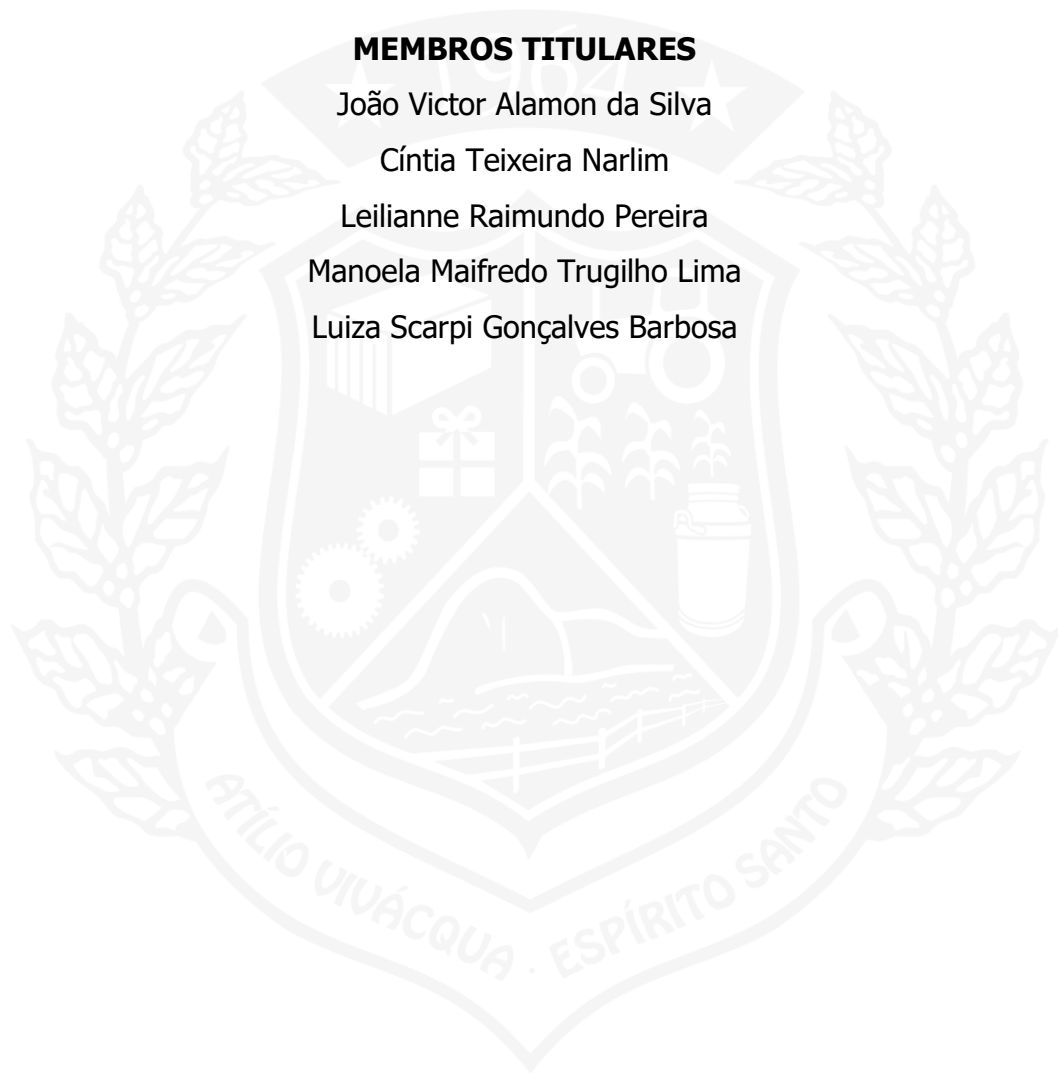 MEMBROS TITULARES
1964
João Victor Alamon da Silva
Cíntia Teixeira Narlim
Leilianne Raimundo Pereira
Manoela Maifredo Trugilho Lima
Luiza Scarpi Gonçalves Barbosa
ATÍLIO VIVÁCQUA · ESPÍRITO SANTO